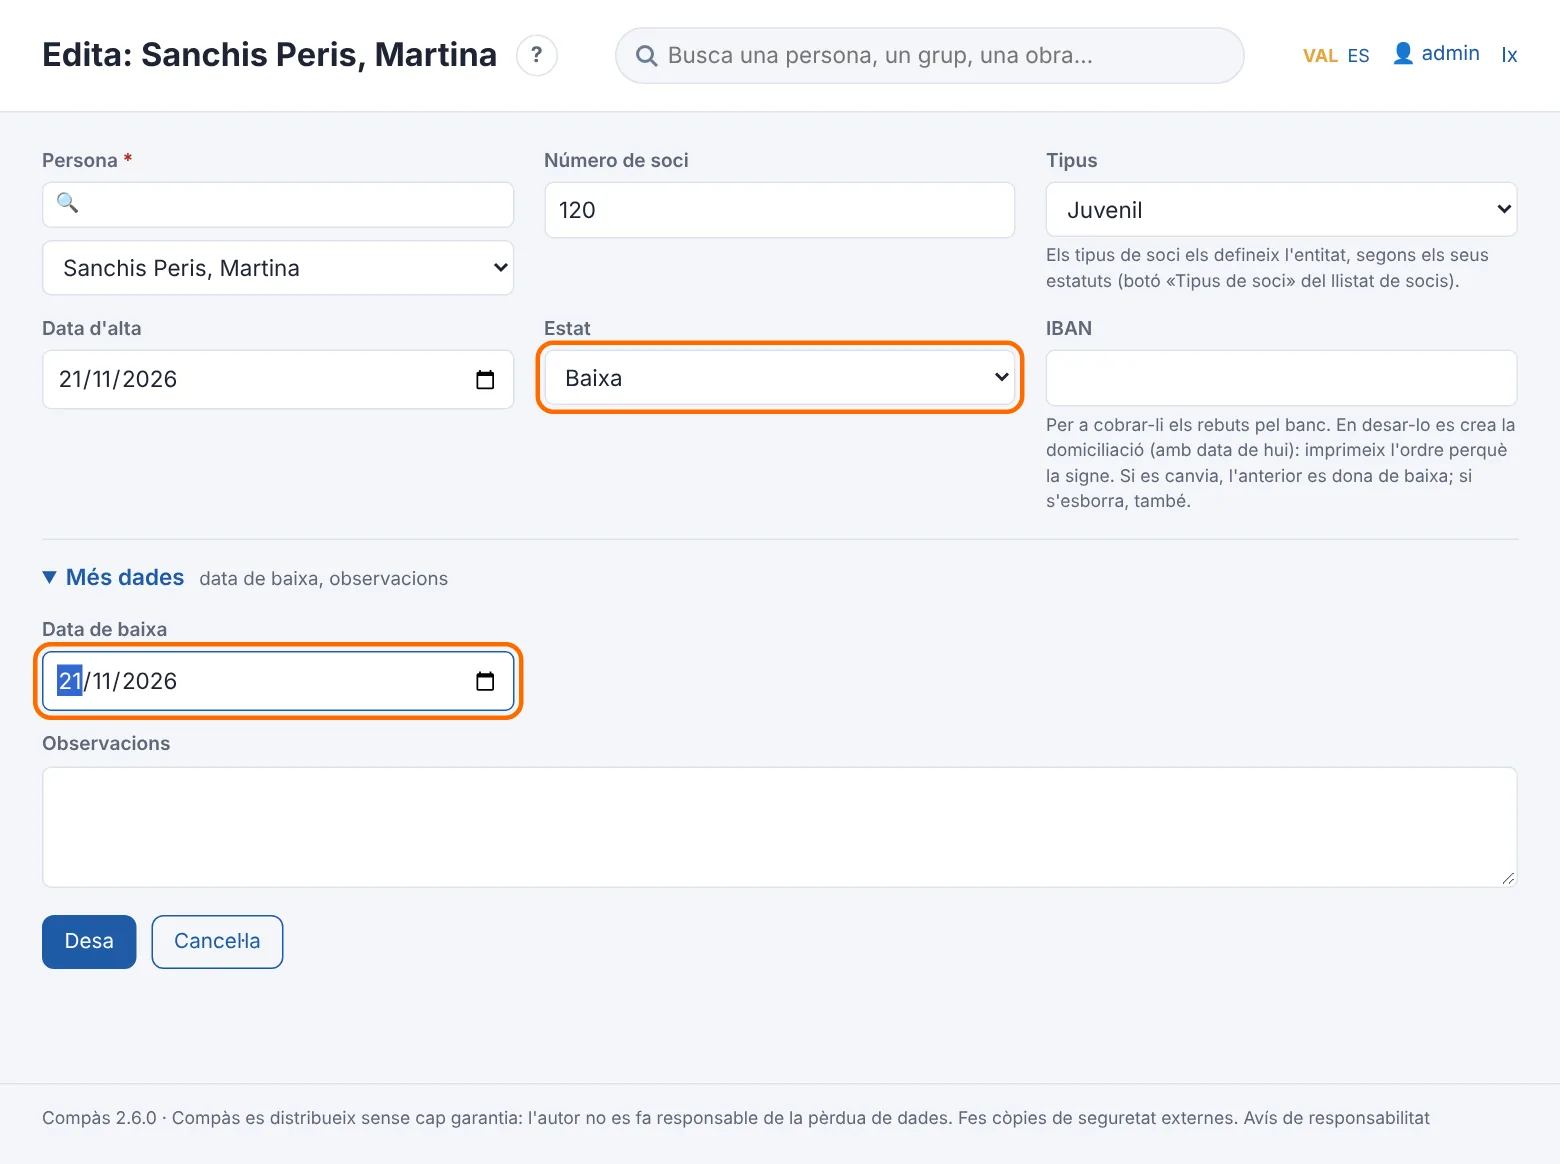 Edita: Sanchis Peris, Martina
?
Busca una persona, un grup, una obra...
VAL ES
admin
Ix
Persona *
Número de soci
Tipus
120
Juvenil
Sanchis Peris, Martina
Els tipus de soci els defineix l'entitat, segons els seus
estatuts (botó «Tipus de soci» del llistat de socis).
Data d'alta
Estat
IBAN
21/11/2026
Baixa
Per a cobrar-li els rebuts pel banc. En desar-lo es crea la
domiciliació (amb data de hui): imprimeix l'ordre perquè
la signe. Si es canvia, l'anterior es dona de baixa; si
s'esborra, també.
Més dades data de baixa, observacions
Data de baixa
21/11/2026
Observacions
Desa
Cancel·la
Compàs 2.6.0 · Compàs es distribueix sense cap garantia: l'autor no es fa responsable de la pèrdua de dades. Fes còpies de seguretat externes. Avís de responsabilitat